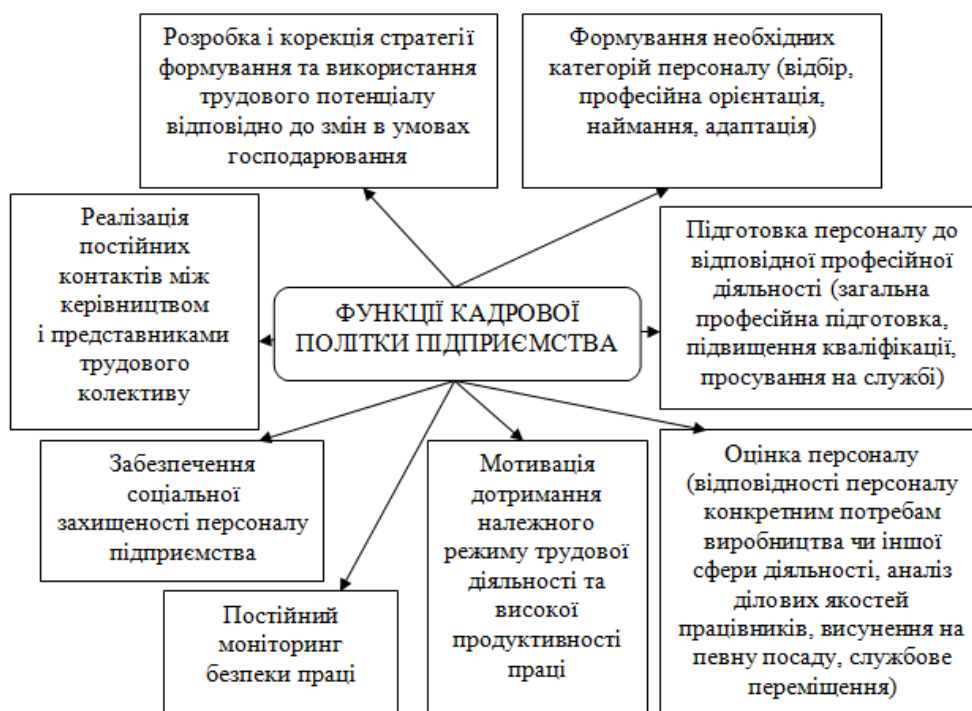 Розробка і корекція стратегії
формування та використання
трудового потенціалу
відповідно до змін в умовах
господарювання
Формування необхідних
категорій персоналу (відбір,
професійна орієнтація,
наймання, адаптація)
Реалізація
постійних
контактів між
керівництвом
і представниками
трудового
колективу
ФУНКЦІЇ КАДРОВОЇ
ПОЛІТКИ ПІДПРИЄМСТВА
Підготовка персоналу до
відповідної професійної
діяльності (загальна
професійна підготовка,
підвищення кваліфікації,
просування на службі)
Забезпечення
соціальної
захищеності персоналу
підприємства
Постійний
моніторинг
безпеки праці
Мотивація
дотримання
належного
режиму трудової
діяльності та
високої
продуктивності
праці
Оцінка персоналу
(відповідності персоналу
конкретним потребам
виробництва чи іншої
сфери діяльності, аналіз
ділових якостей
працівників, висунення на
певну посаду, службове
переміщення)